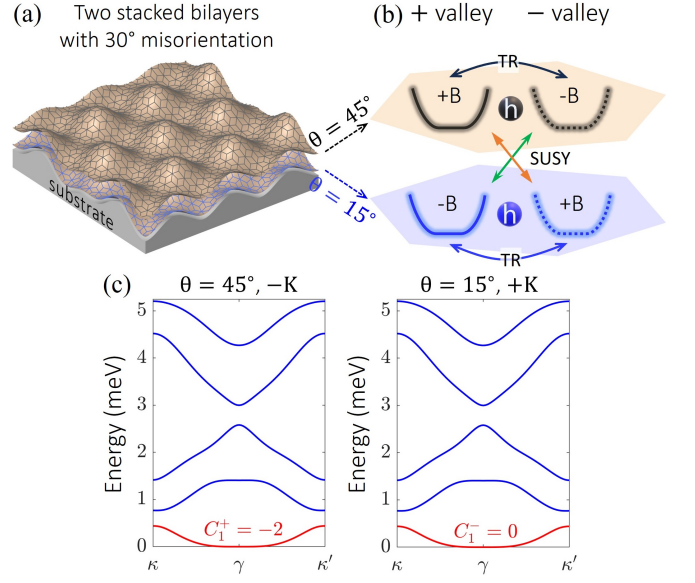 (a) Two stacked bilayers
with 30° misorientation
θ = 45°
θ = 15°
substrate
(b) + valley − valley
TR
+B h -B
SUSY
-B h +B
TR
(c) θ = 45°, −K θ = 15°, +K
Energy (meV)
5
4
3
2
1
0
C₁⁺ = −2
κ γ κ′
Energy (meV)
5
4
3
2
1
0
C₁⁻ = 0
κ γ κ′